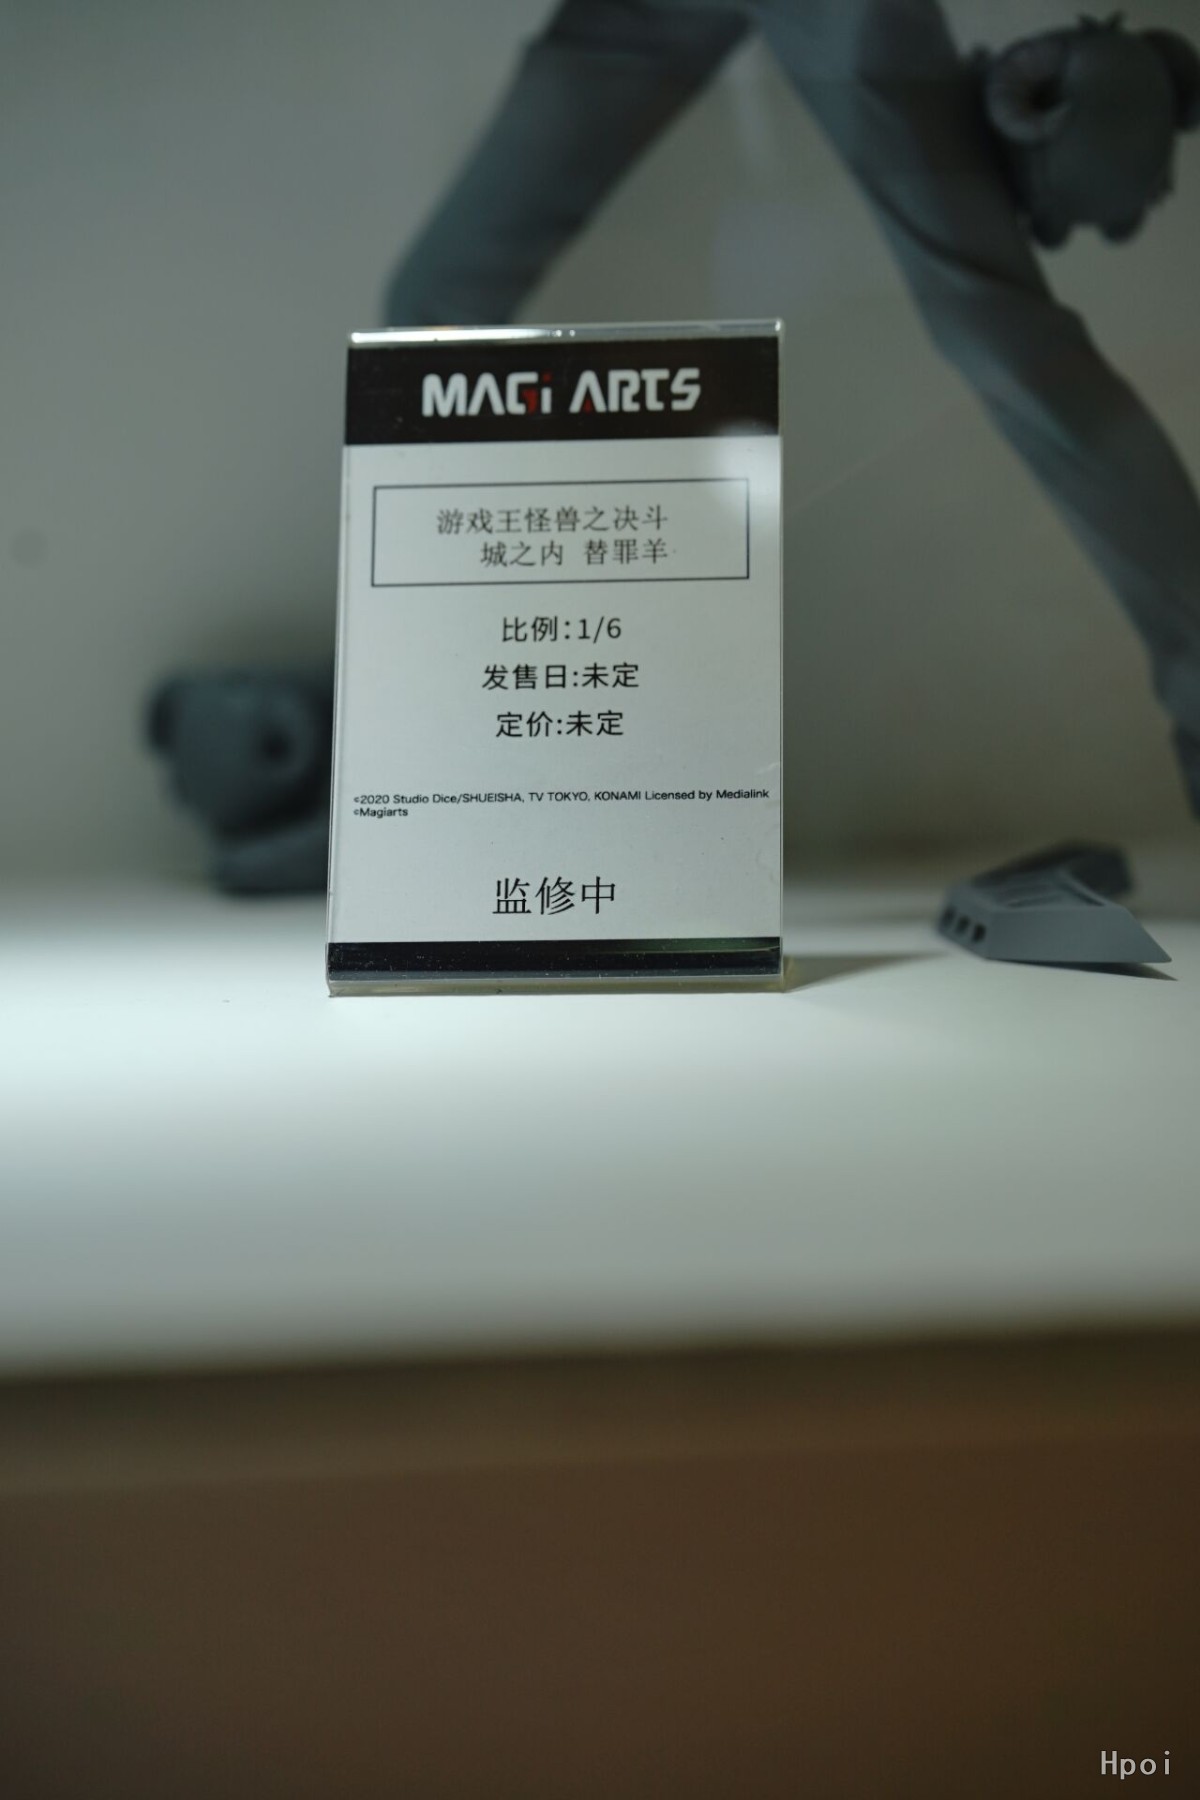 MAGi ARTS
游戏王怪兽之决斗
城之内 替罪羊
比例:1/6
发售日:未定
定价:未定
©2020 Studio Dice/SHUEISHA, TV TOKYO, KONAMI Licensed by Medialink
©Magiarts
监修中
Hpoi